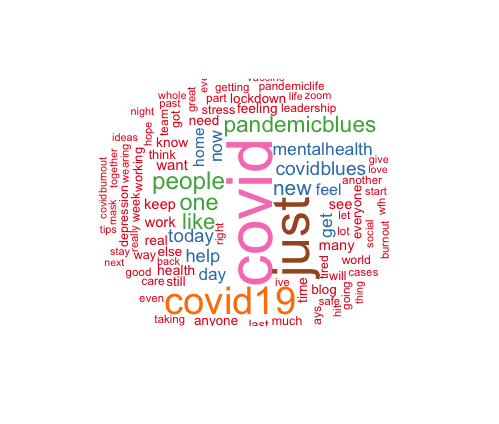 whole
getting
pandemiclife
past
great
part
lockdown
life
zoom
night
team
got
stress
feeling
leadership
ideas
hope
need
pandemicblues
know
home
now
mentalhealth
together
wearing
working
think
want
covidblues
give
love
covidburnout
mask
people
covid
new
feel
another
start
depression
week
keep
one
just
see
everyone
wfh
tips
really
work
like
get
let
lot
social
burnout
real
today
right
many
stay
way
else
help
tired
world
next
back
good
health
day
will
cases
care
still
ive
time
blog
going
thing
even
covid19
safe
hit
taking
anyone
last
much